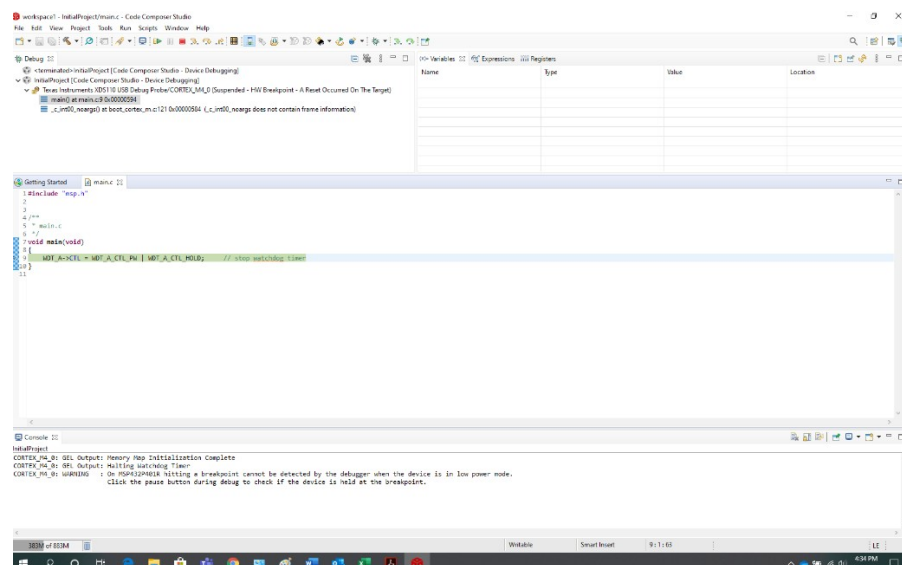 workspace1 - InitialProject/main.c - Code Composer Studio
File Edit View Project Tools Run Scripts Window Help
Debug
<terminated>InitialProject [Code Composer Studio - Device Debugging]
InitialProject [Code Composer Studio - Device Debugging]
Texas Instruments XDS110 USB Debug Probe/CORTEX_M4_0 (Suspended - HW Breakpoint - A Reset Occurred On The Target)
main() at main.c:9 0x00000594
_c_int00_noargs() at boot_cortex_m.c:121 0x00000584 (_c_int00_noargs does not contain frame information)
(x)= Variables Expressions Registers
Name Type Value Location
Getting Started main.c
1 #include "msp.h"
2
3
4 /**
5 * main.c
6 */
7 void main(void)
8 {
9 WDT_A->CTL = WDT_A_CTL_PW | WDT_A_CTL_HOLD; // stop watchdog timer
10 }
11
Console
InitialProject
CORTEX_M4_0: GEL Output: Memory Map Initialization Complete
CORTEX_M4_0: GEL Output: Halting Watchdog Timer
CORTEX_M4_0: WARNING : On MSP432P401R hitting a breakpoint cannot be detected by the debugger when the device is in low power mode.
Click the pause button during debug to check if the device is held at the breakpoint.
383M of 883M Writable Smart Insert 9 : 1 : 63 LE
4:34 PM